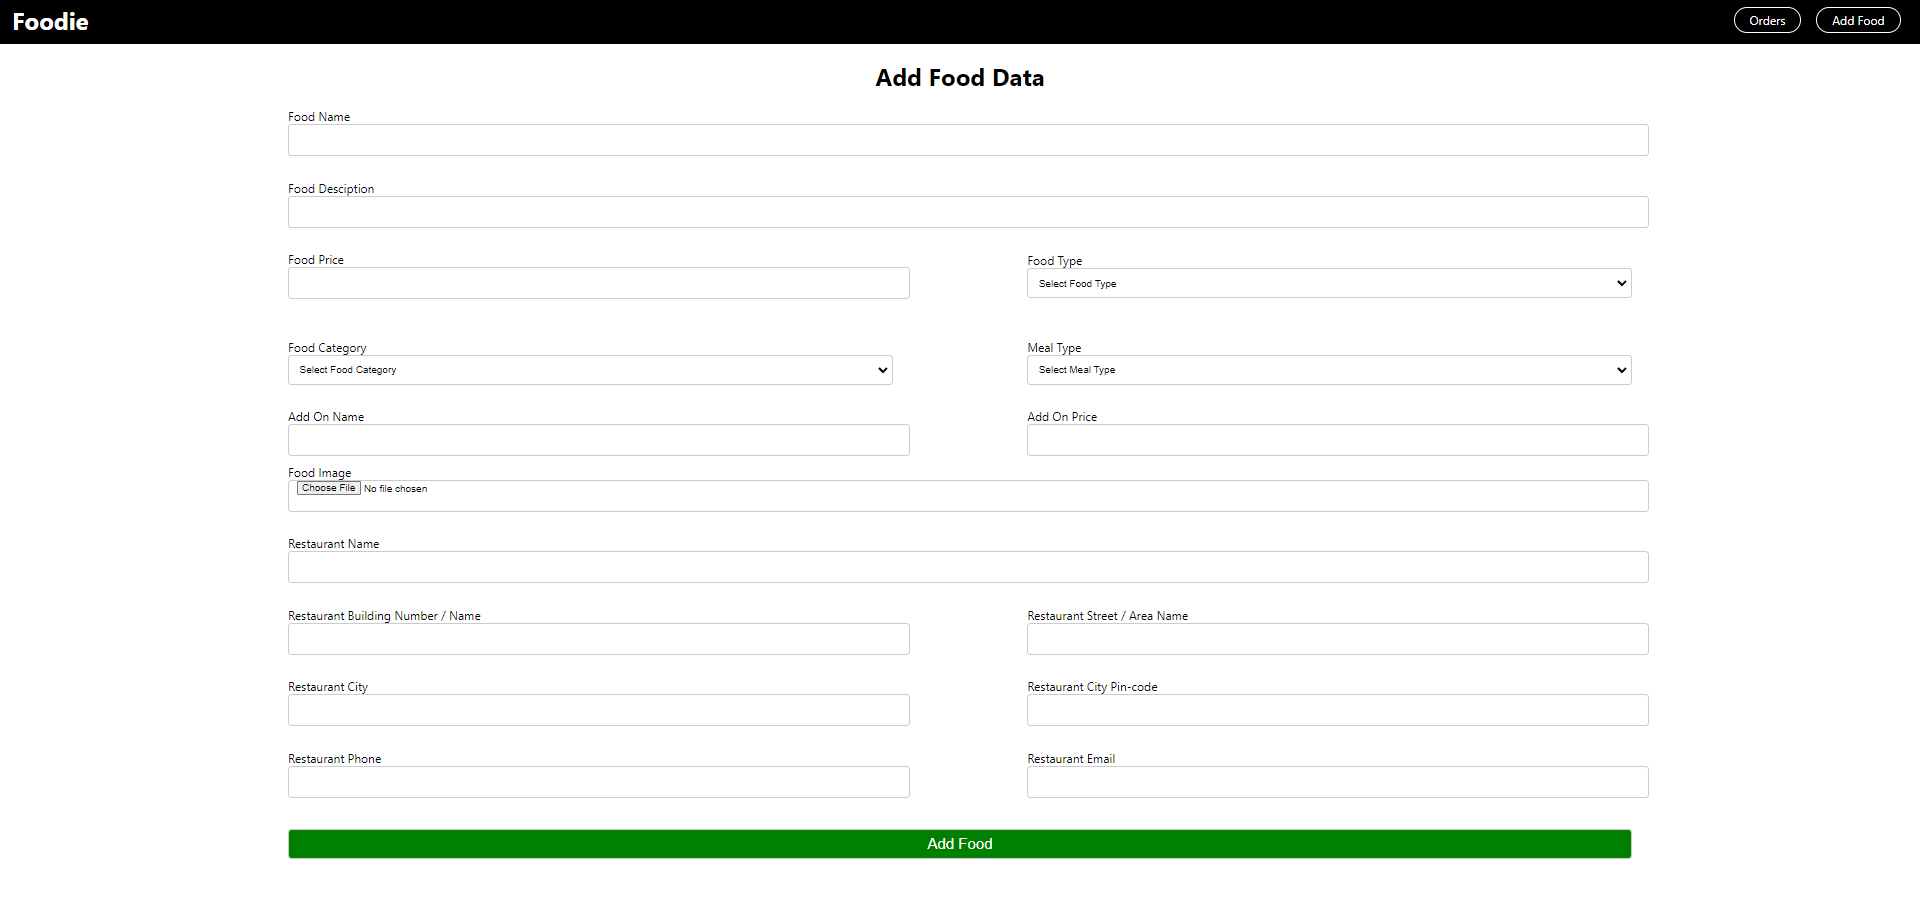 Foodie
Orders
Add Food
Add Food Data
Food Name
Food Desciption
Food Price
Food Type
Select Food Type
Food Category
Meal Type
Select Food Category
Select Meal Type
Add On Name
Add On Price
Food Image
Choose File No file chosen
Restaurant Name
Restaurant Building Number / Name
Restaurant Street / Area Name
Restaurant City
Restaurant City Pin-code
Restaurant Phone
Restaurant Email
Add Food